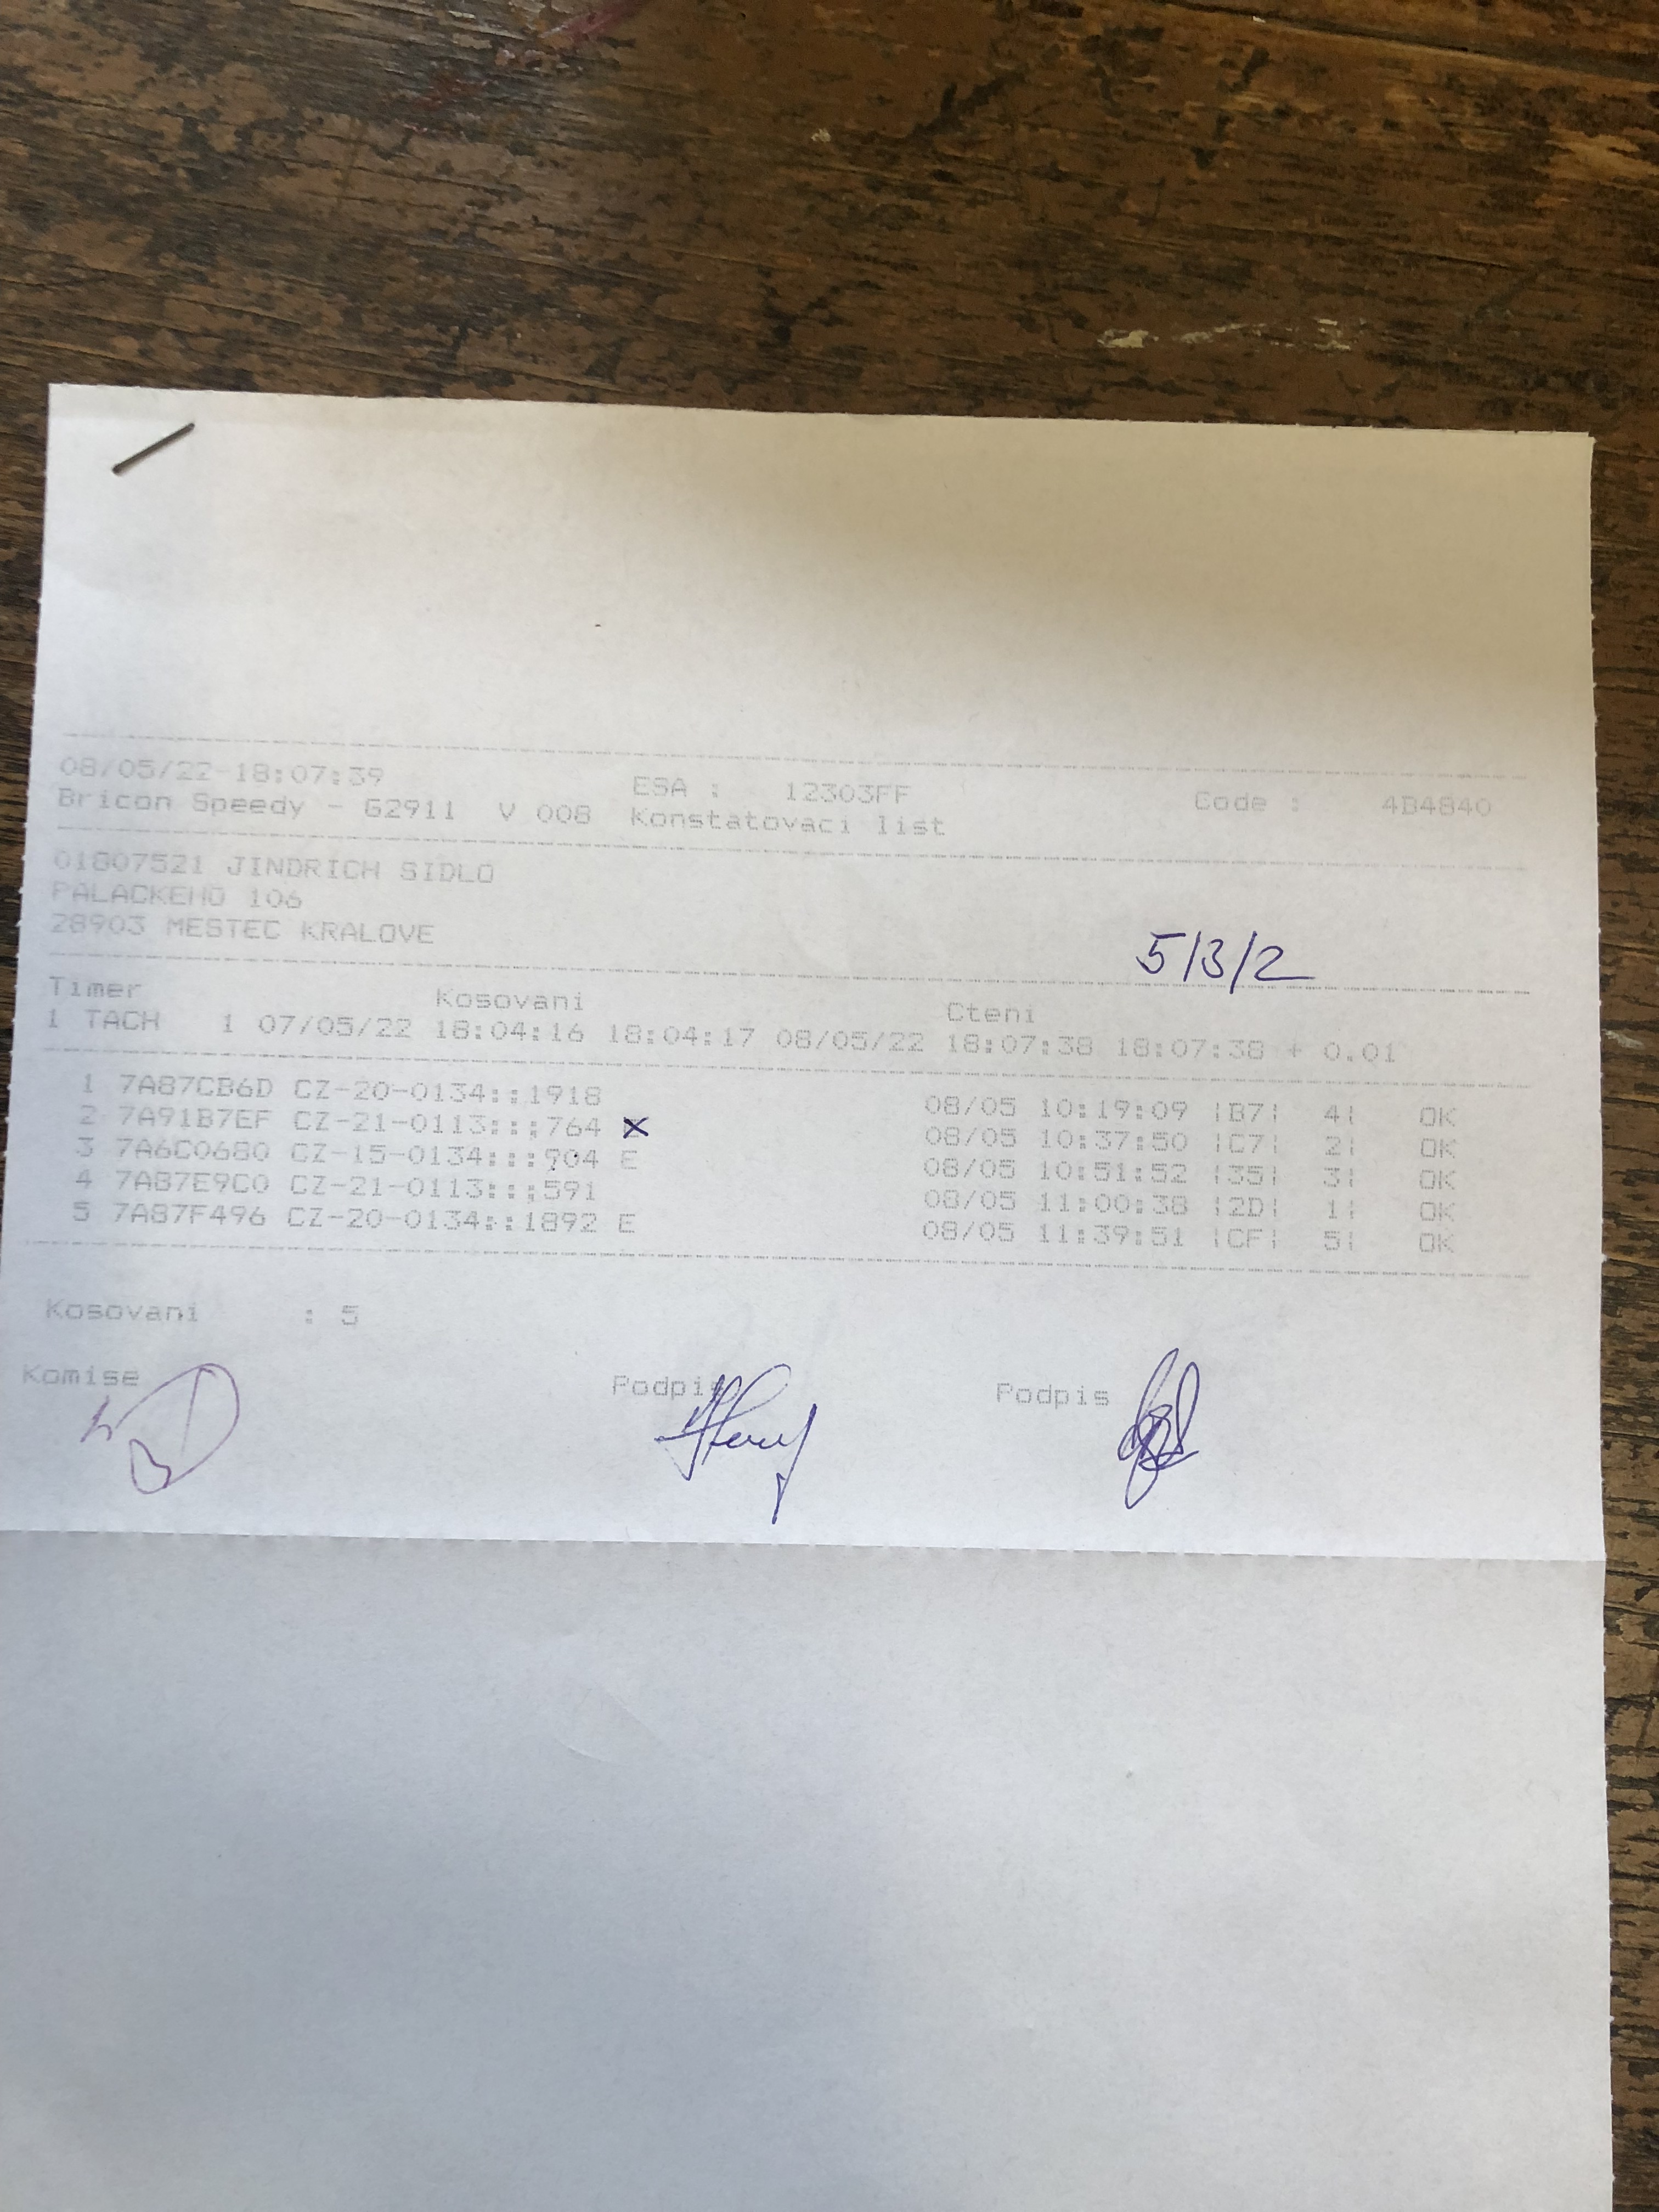 08/05/22-18:07:39 ESA : 12303FF Code : 4B4840
Bricon Speedy - G2911 V 008 Konstatovaci list
01807521 JINDRICH SIDLO
PALACKEHO 106
28903 MESTEC KRALOVE
5/3/2
Timer Kosovani Cteni
1 TACH 1 07/05/22 18:04:16 18:04:17 08/05/22 18:07:38 18:07:38 + 0.01
1 7A87CB6D CZ-20-0134::1918 08/05 10:19:09 |B7| 4| OK
2 7A91B7EF CZ-21-0113:::764 08/05 10:37:50 |C7| 2| OK
3 7A6C0680 CZ-15-0134:::904 E 08/05 10:51:52 |35| 3| OK
4 7AB7E9C0 CZ-21-0113:::591 08/05 11:00:38 |2D| 1| OK
5 7A87F496 CZ-20-0134::1892 E 08/05 11:39:51 |CF| 5| OK
Kosovani : 5
Komise Podpis Podpis